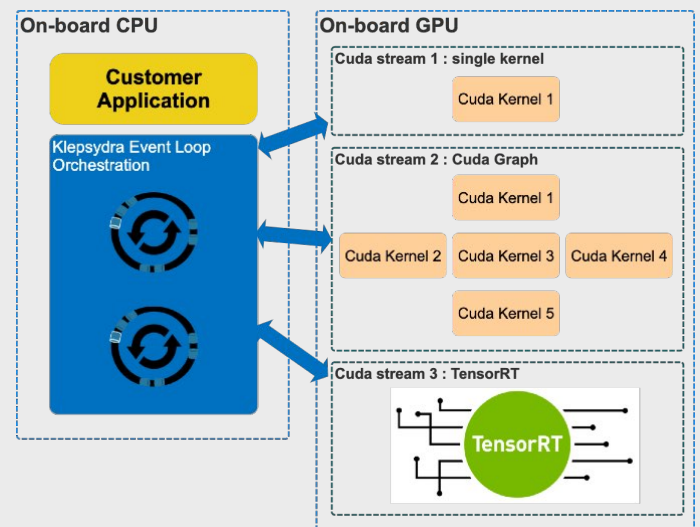 On-board CPU
Customer
Application
Klepsydra Event Loop
Orchestration
On-board GPU
Cuda stream 1 : single kernel
Cuda Kernel 1
Cuda stream 2 : Cuda Graph
Cuda Kernel 1
Cuda Kernel 2
Cuda Kernel 3
Cuda Kernel 4
Cuda Kernel 5
Cuda stream 3 : TensorRT
TensorRT